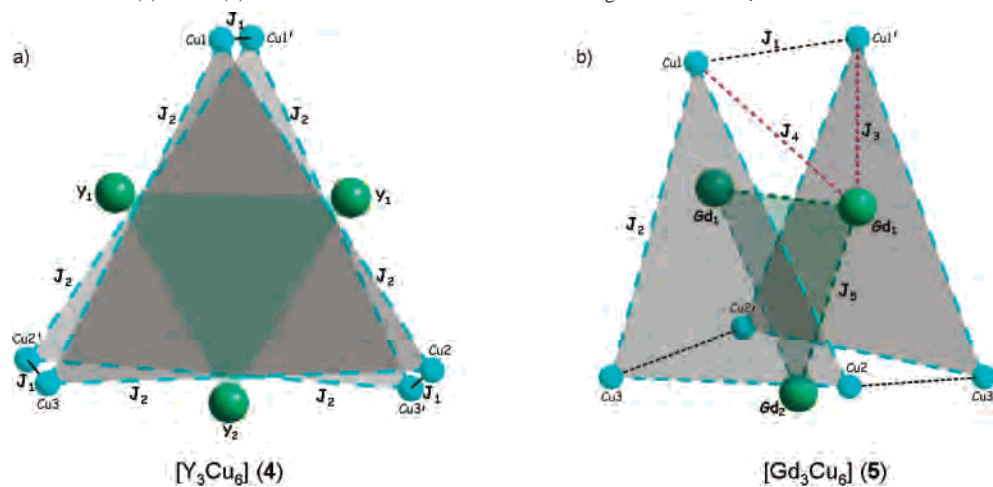 a)
J1
Cu1
Cu1'
J2
J2
Y1
Y1
J2
J2
Cu2'
J1
Cu3
J2
Y2
J2
Cu2
J1
Cu3'
[Y3Cu6] (4)
b)
J1
Cu1
Cu1'
J4
J3
Gd1
Gd1
J2
J5
Cu2'
Cu3
Cu2
Gd2
Cu3
[Gd3Cu6] (5)